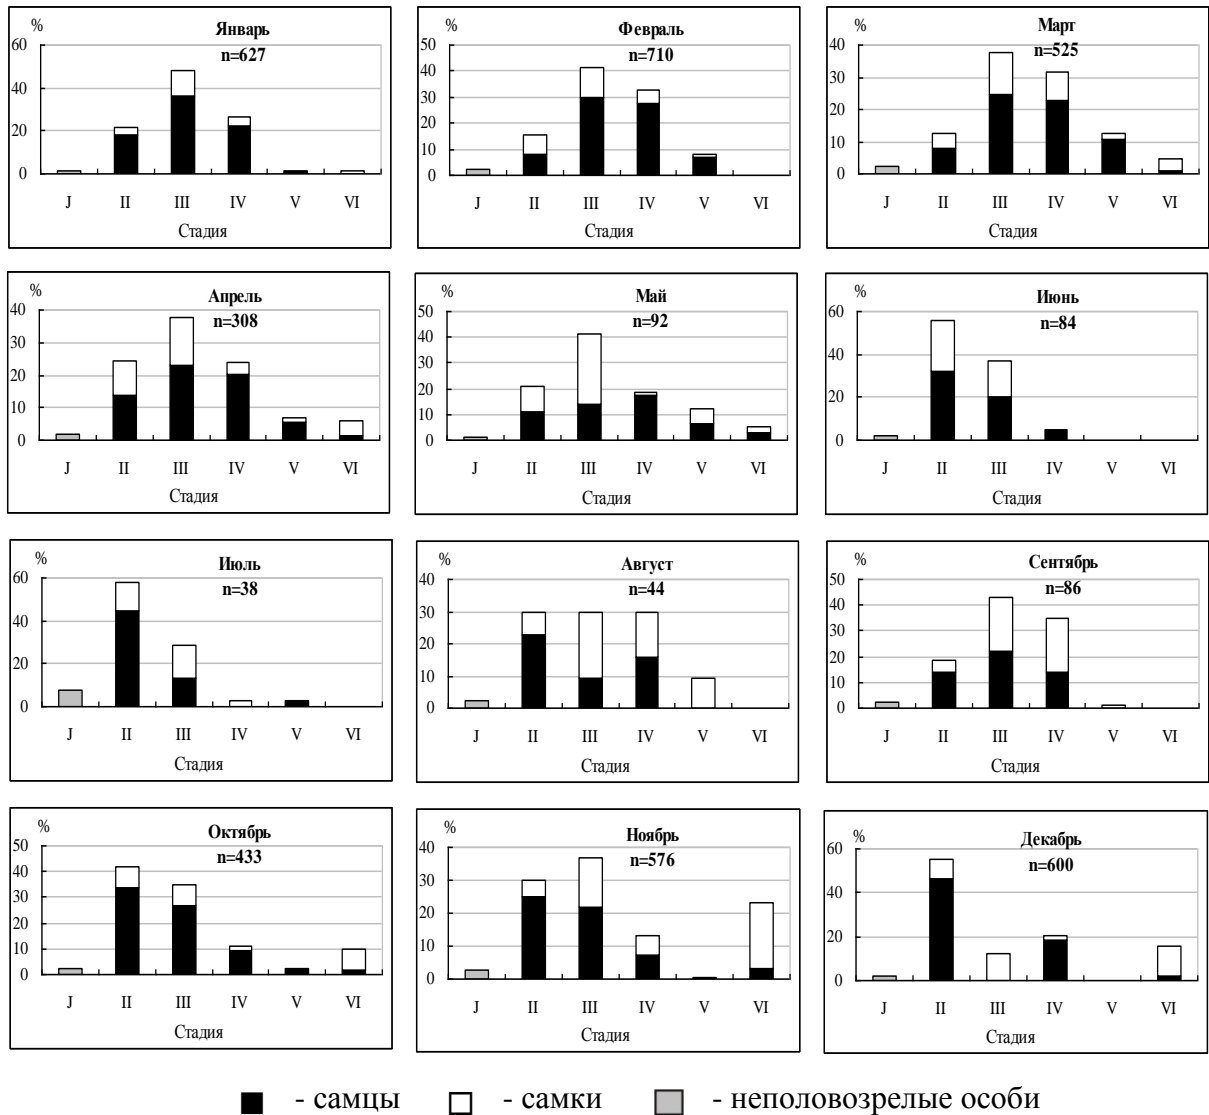 %
Январь
n=627
60
40
20
0
J II III IV V VI
Стадия
%
Февраль
n=710
50
40
30
20
10
0
J II III IV V VI
Стадия
%
Март
n=525
40
30
20
10
0
J II III IV V VI
Стадия
%
Апрель
n=308
40
30
20
10
0
J II III IV V VI
Стадия
%
Май
n=92
50
40
30
20
10
0
J II III IV V VI
Стадия
%
Июнь
n=84
60
40
20
0
J II III IV V VI
Стадия
%
Июль
n=38
60
40
20
0
J II III IV V VI
Стадия
%
Август
n=44
40
30
20
10
0
J II III IV V VI
Стадия
%
Сентябрь
n=86
50
40
30
20
10
0
J II III IV V VI
Стадия
%
Октябрь
n=433
50
40
30
20
10
0
J II III IV V VI
Стадия
%
Ноябрь
n=576
40
30
20
10
0
J II III IV V VI
Стадия
%
Декабрь
n=600
60
40
20
0
J II III IV V VI
Стадия
- самцы - самки - неполовозрелые особи